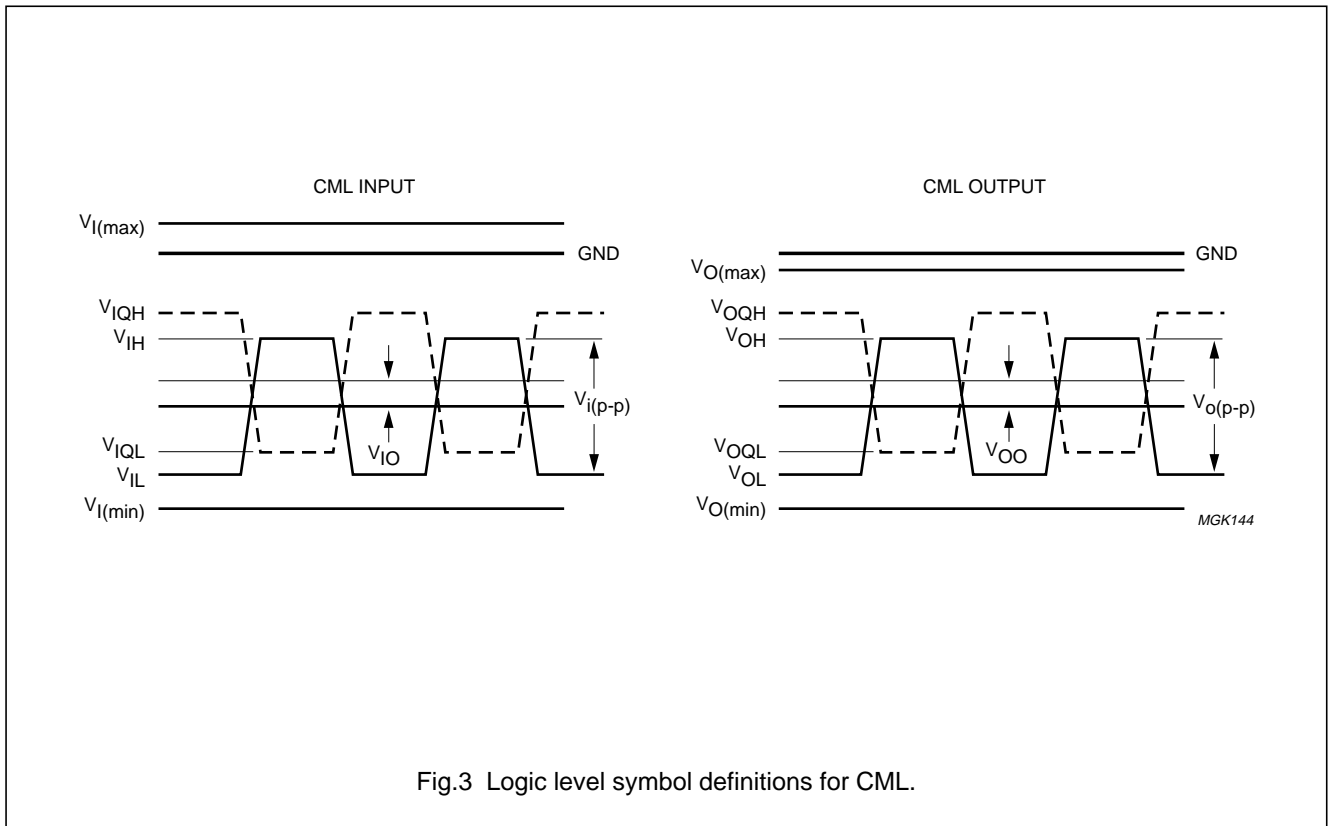 CML INPUT
V_I(max)
GND
V_IQH
V_IH
V_i(p-p)
V_IQL
V_IO
V_IL
V_I(min)
CML OUTPUT
GND
V_O(max)
V_OQH
V_OH
V_o(p-p)
V_OQL
V_OO
V_OL
V_O(min)
MGK144
Fig.3 Logic level symbol definitions for CML.